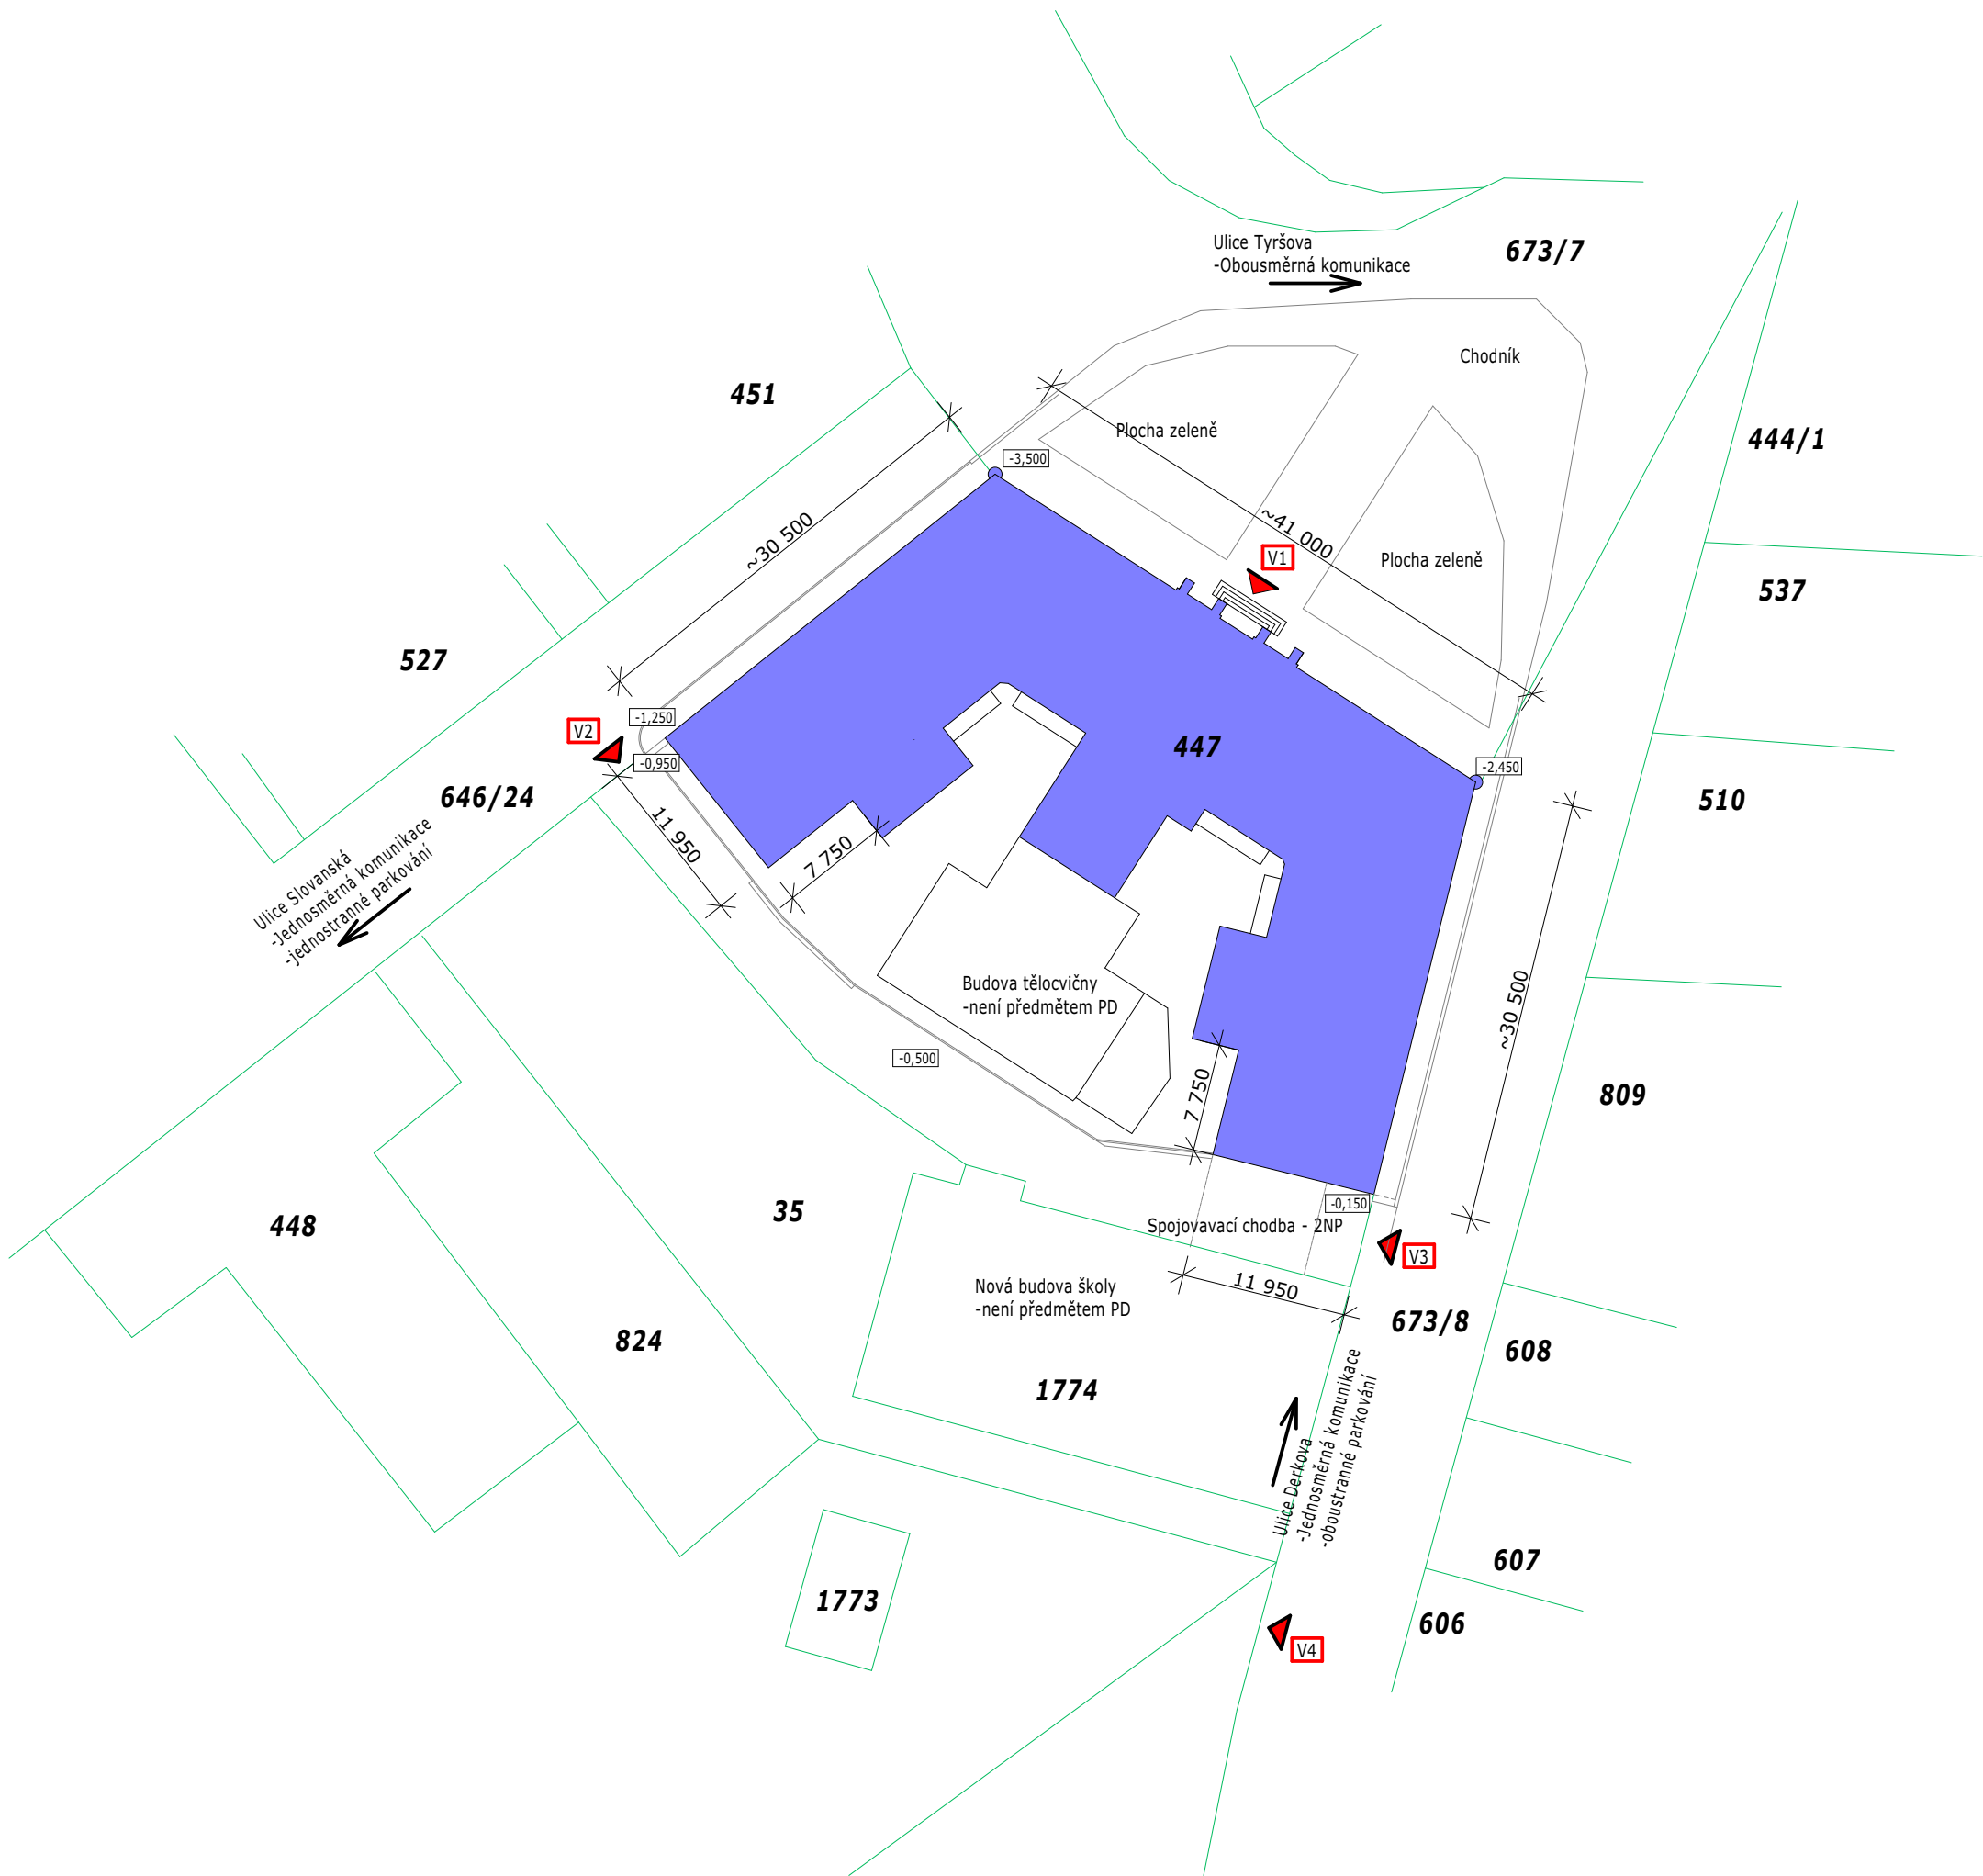 Ulice Tyršova
-Obousměrná komunikace
673/7
Chodník
451
Plocha zeleně
444/1
-3,500
~30 500
~41 000
V1
Plocha zeleně
537
527
-1,250
V2
-0,950
447
-2,450
646/24
510
11 950
7 750
Ulice Slovanská
-Jednosměrná komunikace
-jednostranné parkování
Budova tělocvičny
-není předmětem PD
~30 500
-0,500
7 750
809
448
35
-0,150
Spojovavací chodba - 2NP
V3
Nová budova školy
-není předmětem PD
11 950
673/8
824
608
1774
Ulice Derkova
-Jednosměrná komunikace
-oboustranné parkování
607
1773
606
V4